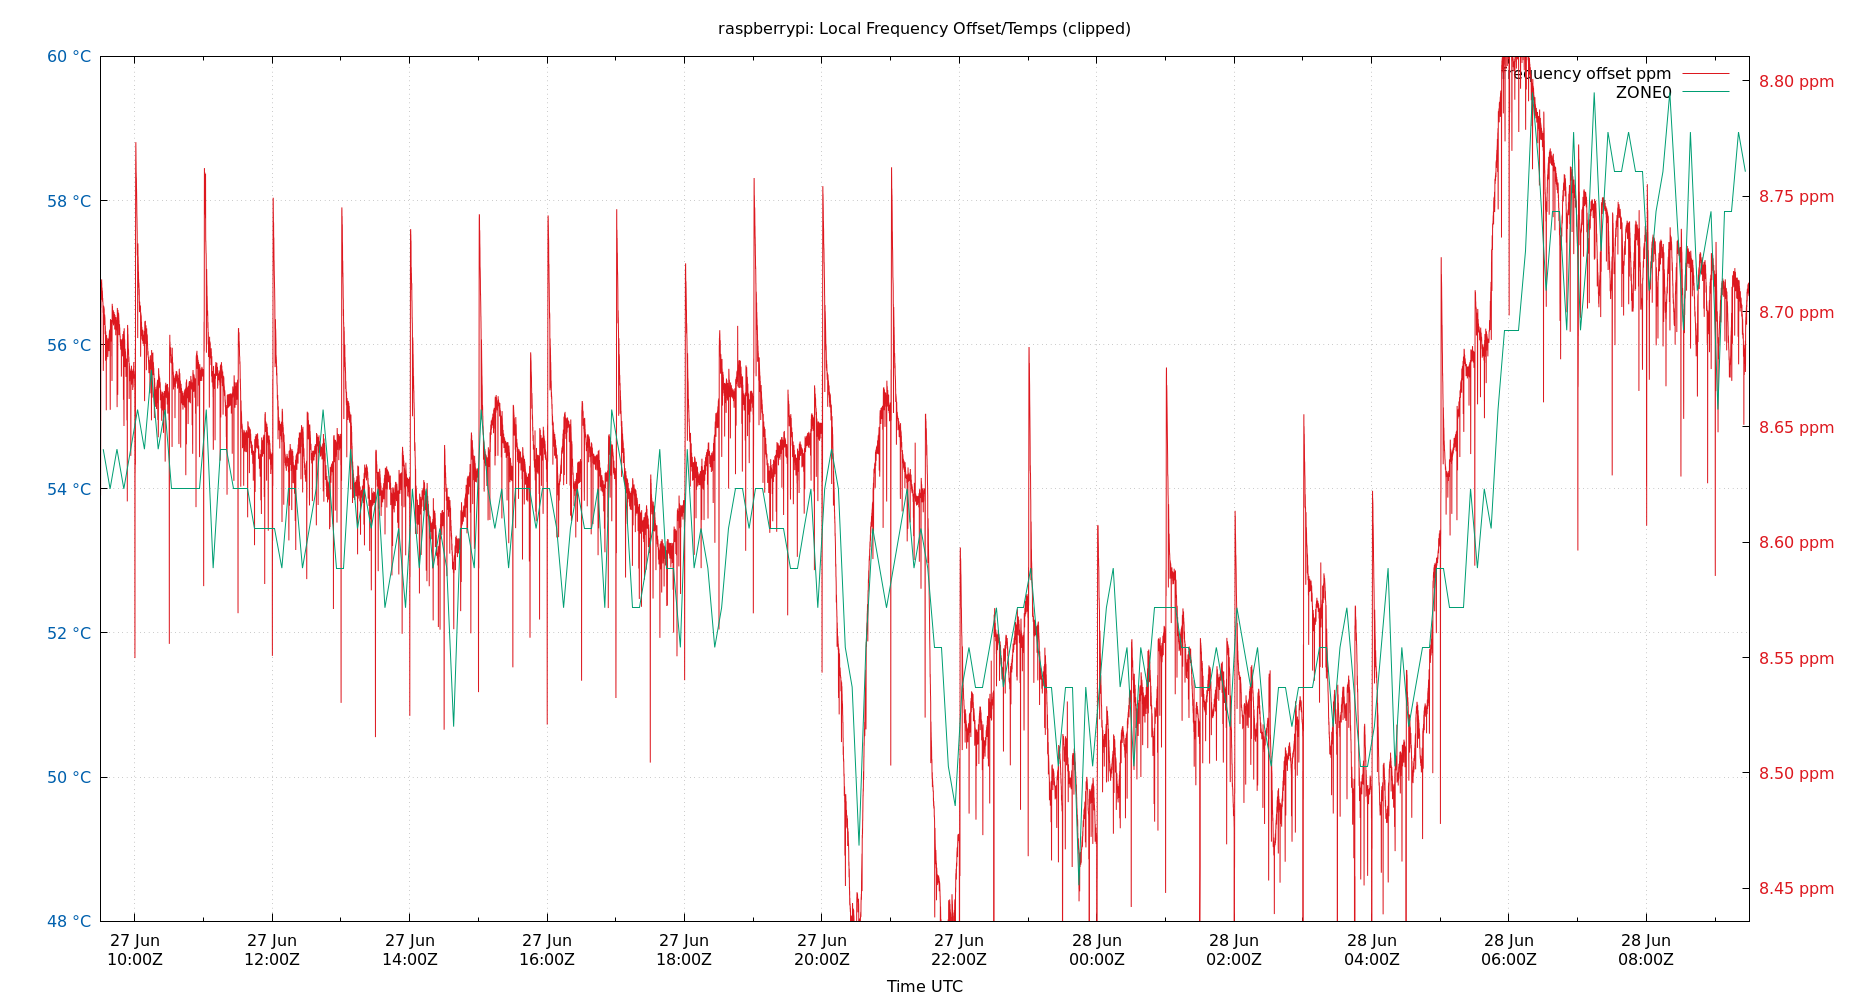 raspberrypi: Local Frequency Offset/Temps (clipped)
60 °C
58 °C
56 °C
54 °C
52 °C
50 °C
48 °C
frequency offset ppm
ZONE0
8.80 ppm
8.75 ppm
8.70 ppm
8.65 ppm
8.60 ppm
8.55 ppm
8.50 ppm
8.45 ppm
27 Jun 27 Jun 27 Jun 27 Jun 27 Jun 27 Jun 27 Jun 28 Jun 28 Jun 28 Jun 28 Jun 28 Jun
10:00Z 12:00Z 14:00Z 16:00Z 18:00Z 20:00Z 22:00Z 00:00Z 02:00Z 04:00Z 06:00Z 08:00Z
Time UTC